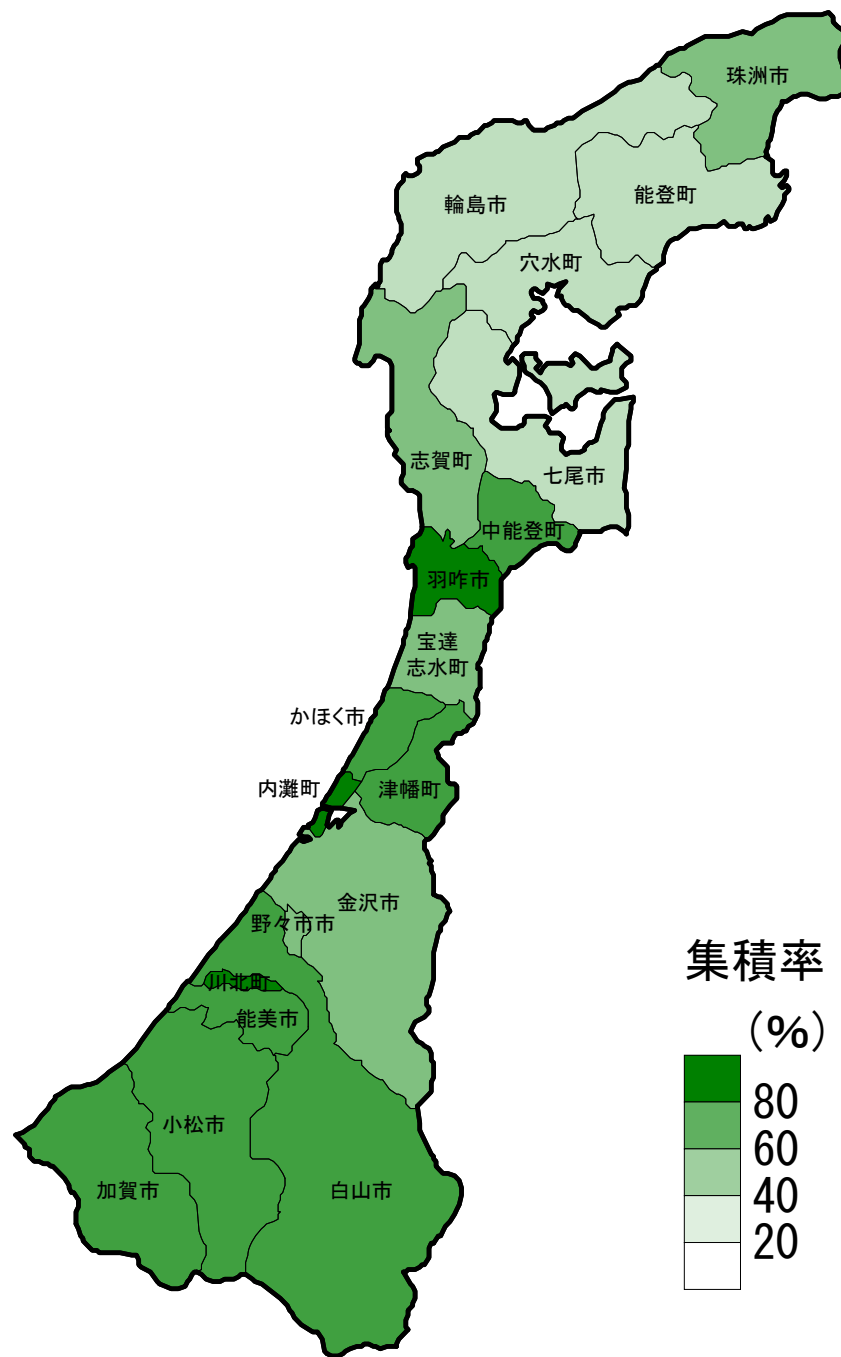 珠洲市
能登町
輪島市
穴水町
志賀町
七尾市
中能登町
羽咋市
宝達
志水町
かほく市
内灘町
津幡町
金沢市
野々市市
川北町
能美市
小松市
加賀市
白山市
集積率
(%)
80
60
40
20